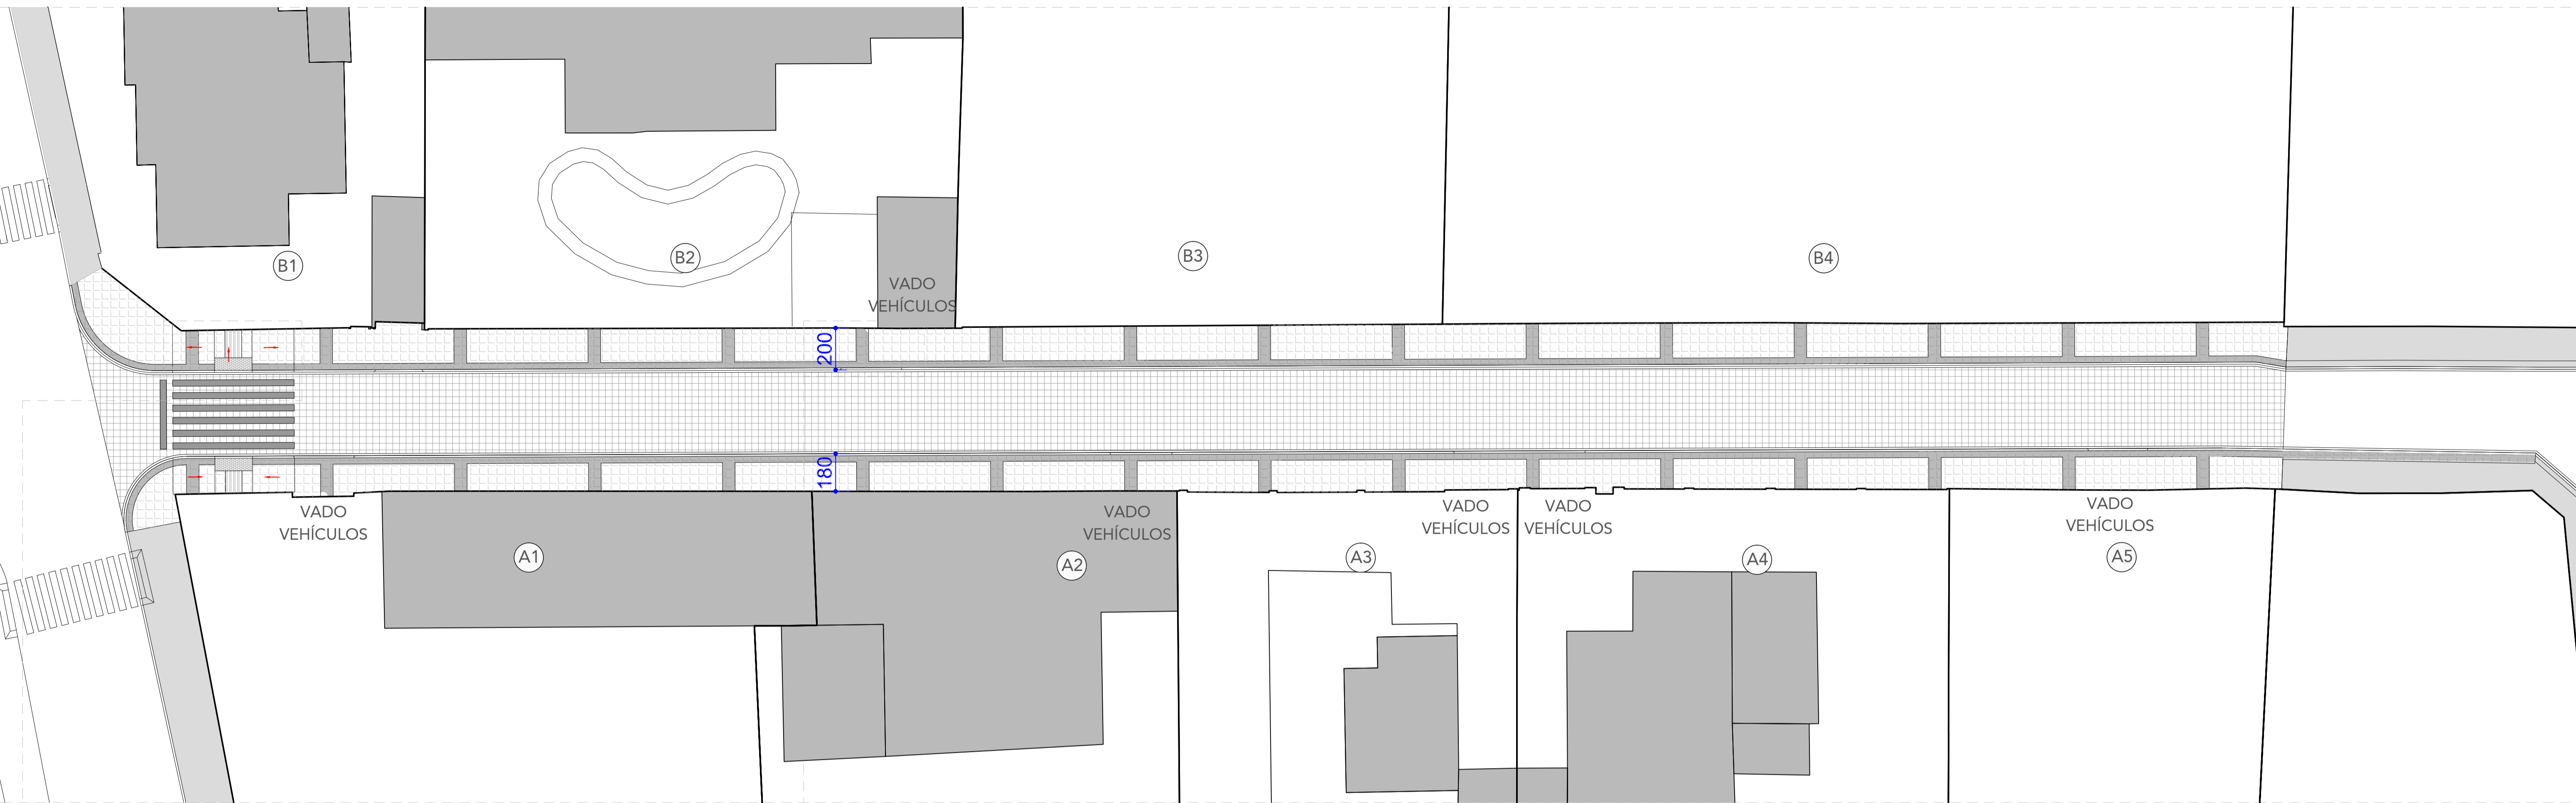 B1
B2
B3
B4
VADO
VEHÍCULOS
200
180
VADO
VEHÍCULOS
VADO
VEHÍCULOS
VADO
VEHÍCULOS
VADO
VEHÍCULOS
VADO
VEHÍCULOS
A1
A2
A3
A4
A5